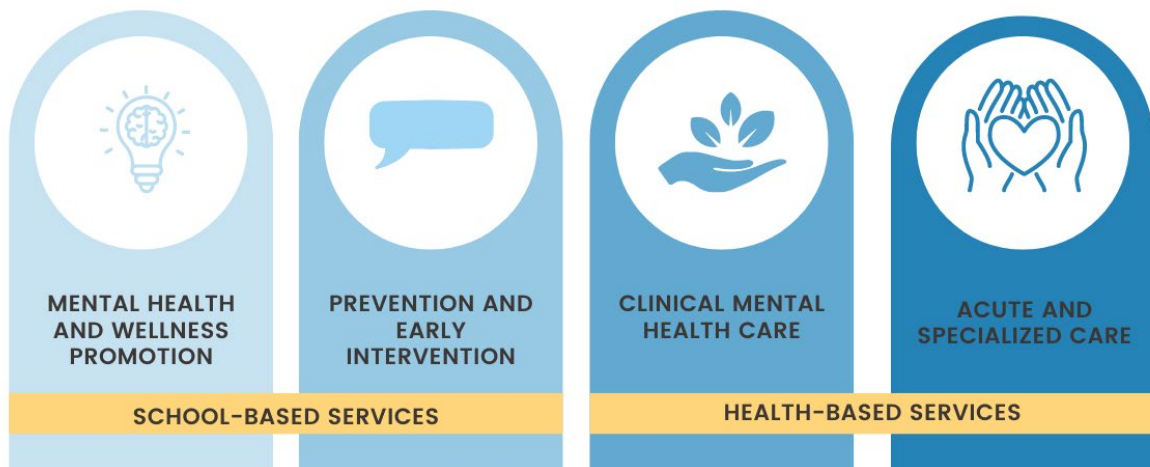 MENTAL HEALTH
AND WELLNESS
PROMOTION
PREVENTION AND
EARLY
INTERVENTION
CLINICAL MENTAL
HEALTH CARE
ACUTE AND
SPECIALIZED CARE
SCHOOL-BASED SERVICES
HEALTH-BASED SERVICES